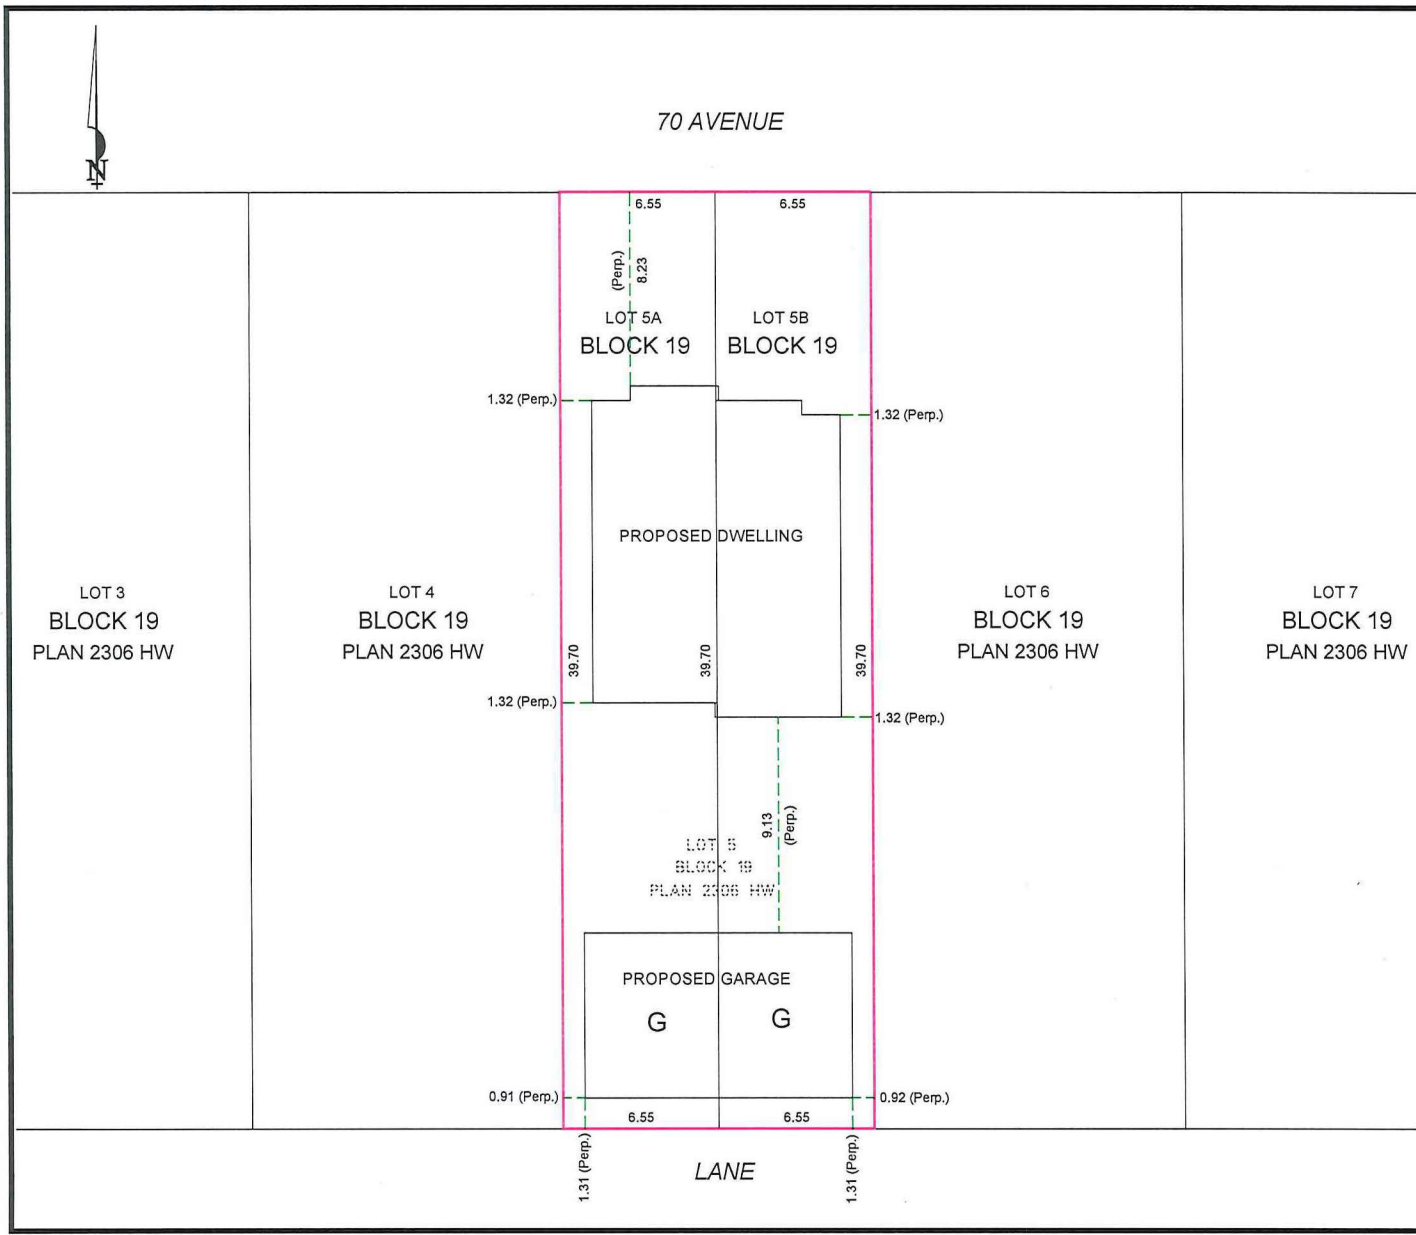 N
70 AVENUE
6.55
6.55
(Perp.)
8.23
LOT 5A
BLOCK 19
LOT 5B
BLOCK 19
1.32 (Perp.)
1.32 (Perp.)
PROPOSED DWELLING
LOT 3
BLOCK 19
PLAN 2306 HW
LOT 4
BLOCK 19
PLAN 2306 HW
LOT 6
BLOCK 19
PLAN 2306 HW
LOT 7
BLOCK 19
PLAN 2306 HW
39.70
39.70
39.70
1.32 (Perp.)
1.32 (Perp.)
9.13
(Perp.)
LOT 5
BLOCK 19
PLAN 2306 HW
PROPOSED GARAGE
G
G
0.91 (Perp.)
0.92 (Perp.)
6.55
6.55
1.31 (Perp.)
1.31 (Perp.)
LANE